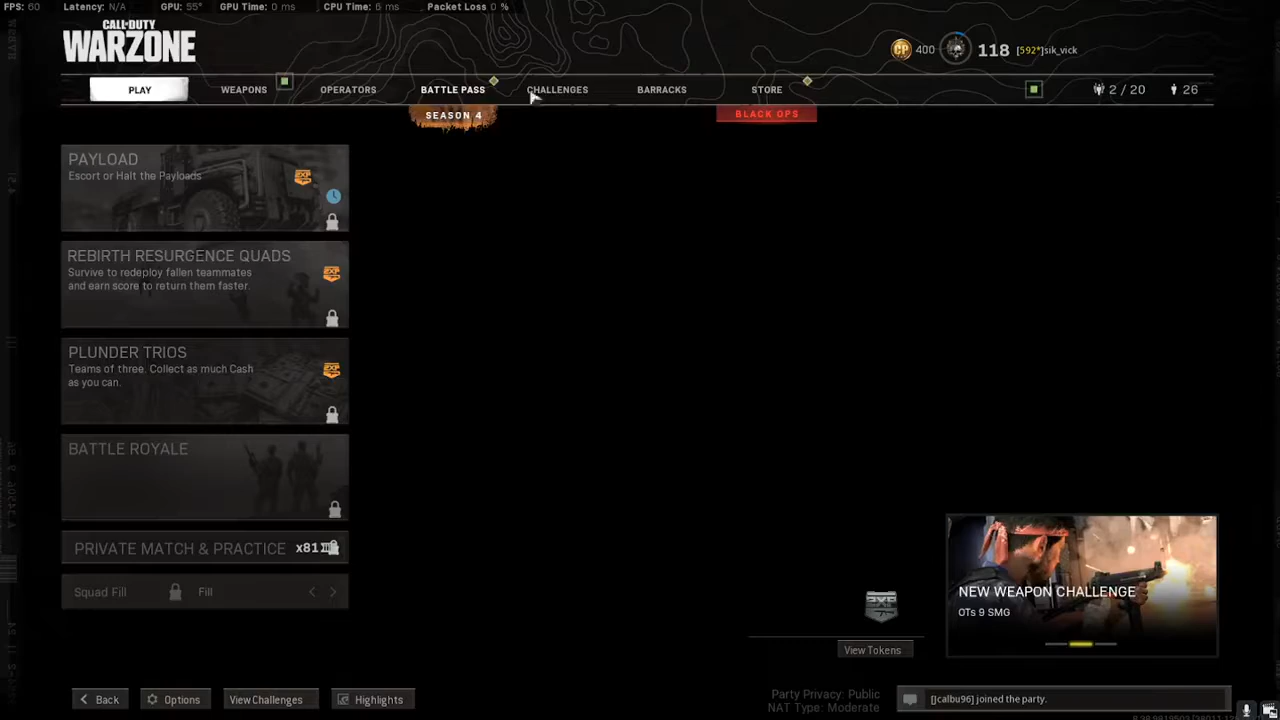 FPS: 60 Latency: N/A GPU: 55° GPU Time: 0 ms CPU Time: 6 ms Packet Loss 0 %
CALL OF DUTY
WARZONE
CP 400 118 [592*]sik_vick
PLAY WEAPONS OPERATORS BATTLE PASS CHALLENGES BARRACKS STORE 2 / 20 26
SEASON 4 BLACK OPS
PAYLOAD
Escort or Halt the Payloads
REBIRTH RESURGENCE QUADS
Survive to redeploy fallen teammates
and earn score to return them faster.
PLUNDER TRIOS
Teams of three. Collect as much Cash
as you can.
BATTLE ROYALE
PRIVATE MATCH & PRACTICE
Squad Fill Fill
NEW WEAPON CHALLENGE
OTs 9 SMG
View Tokens
Back Options View Challenges Highlights
Party Privacy: Public
NAT Type: Moderate
[]calbu96] joined the party.